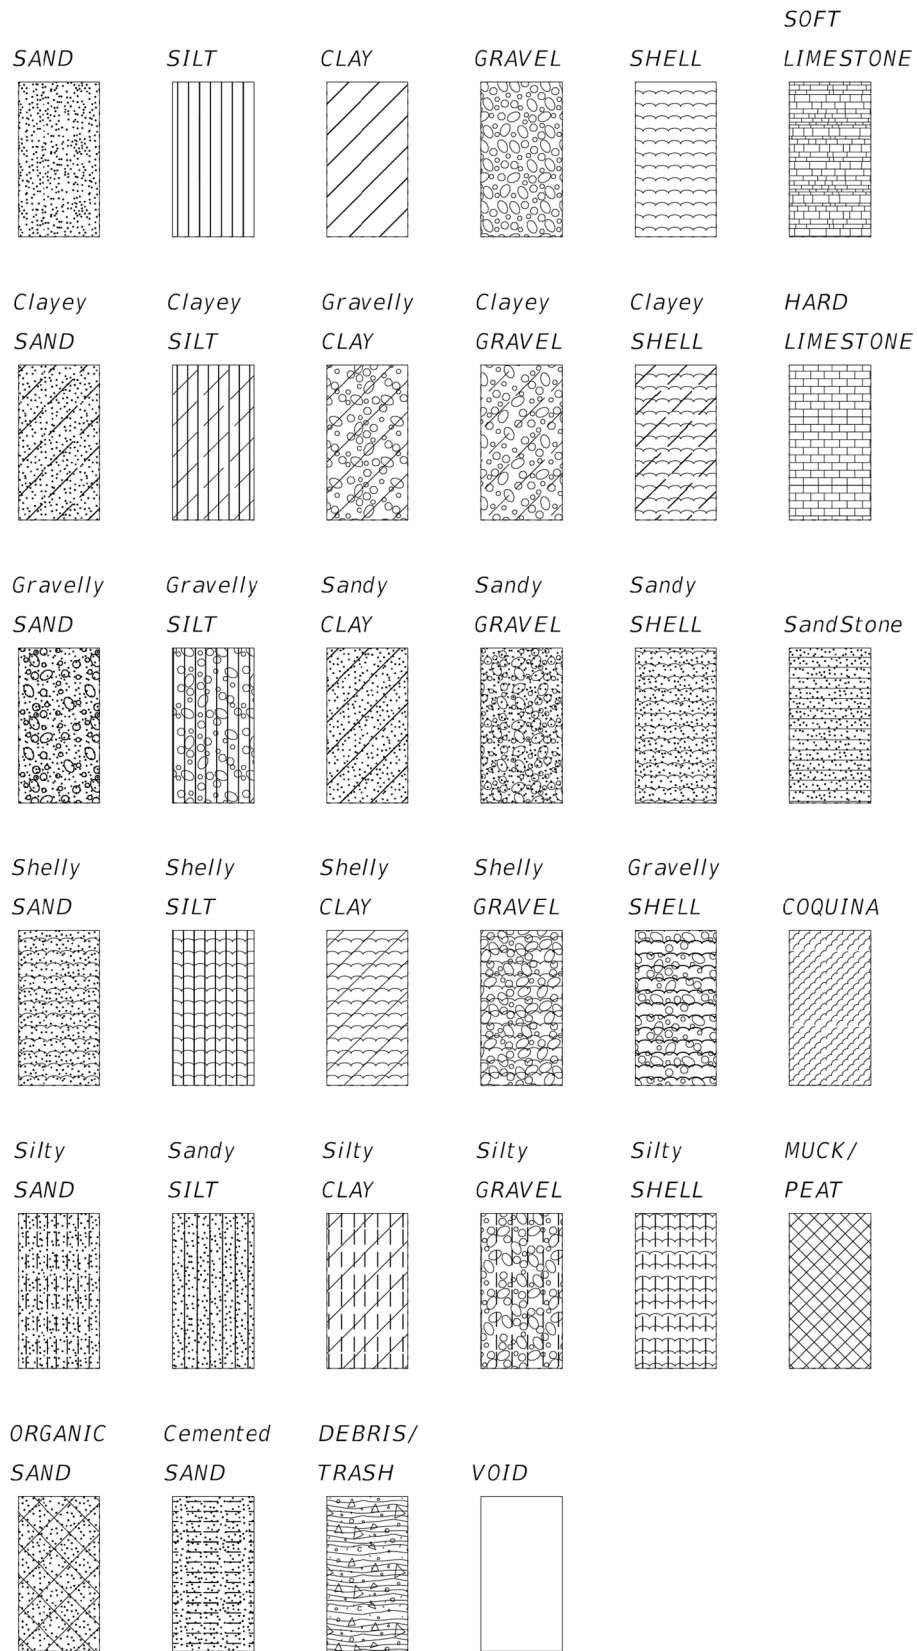 SOFT
SAND SILT CLAY GRAVEL SHELL LIMESTONE
Clayey Clayey Gravelly Clayey Clayey HARD
SAND SILT CLAY GRAVEL SHELL LIMESTONE
Gravelly Gravelly Sandy Sandy Sandy
SAND SILT CLAY GRAVEL SHELL SandStone
Shelly Shelly Shelly Shelly Gravelly
SAND SILT CLAY GRAVEL SHELL COQUINA
Silty Sandy Silty Silty Silty MUCK/
SAND SILT CLAY GRAVEL SHELL PEAT
ORGANIC Cemented DEBRIS/
SAND SAND TRASH VOID